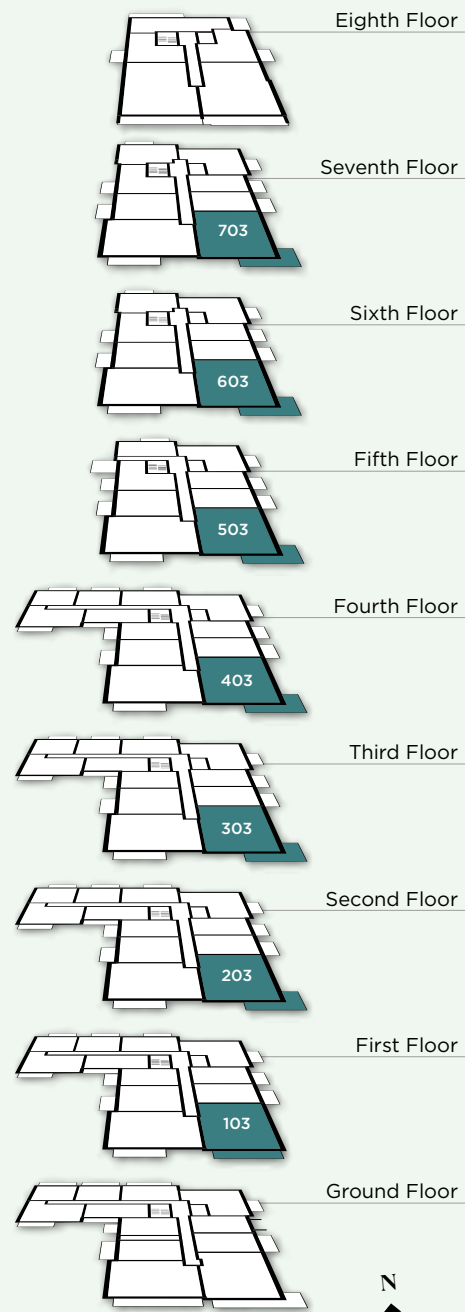 Eighth Floor
Seventh Floor
703
Sixth Floor
603
Fifth Floor
503
Fourth Floor
403
Third Floor
303
Second Floor
203
First Floor
103
Ground Floor
N